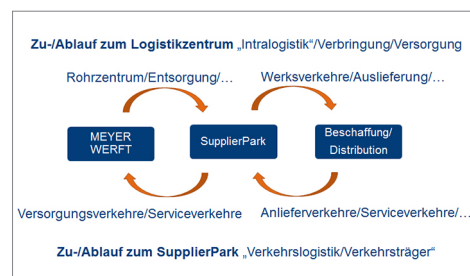 Zu-/Ablauf zum Logistikzentrum „Intralogistik“/Verbringung/Versorgung
Rohrzentrum/Entsorgung/…
Werksverkehre/Auslieferung/…
MEYER
WERFT
SupplierPark
Beschaffung/
Distribution
Versorgungsverkehre/Serviceverkehre
Anlieferverkehre/Serviceverkehre/…
Zu-/Ablauf zum SupplierPark „Verkehrslogistik/Verkehrsträger“